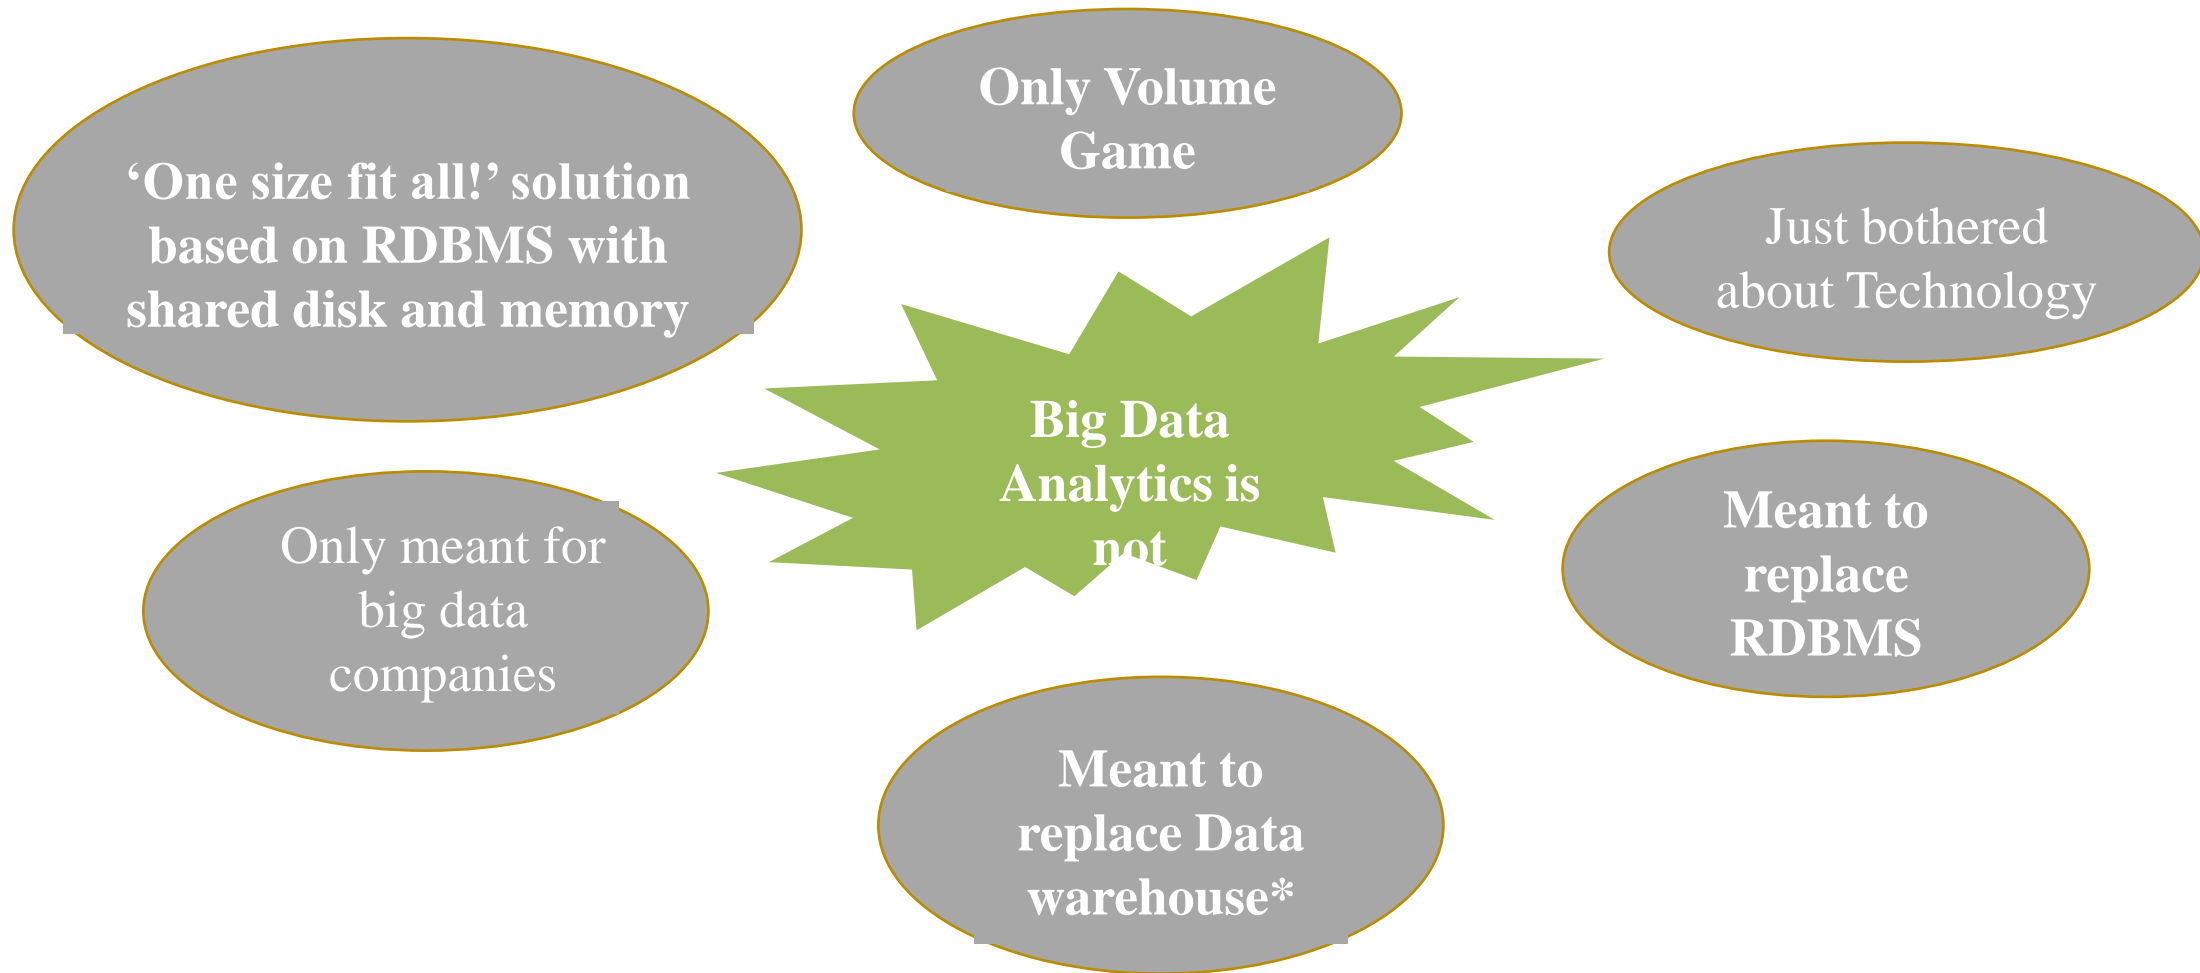 Only Volume
Game
‘One size fit all!’ solution
based on RDBMS with
shared disk and memory
Just bothered
about Technology
Big Data
Analytics is
not
Only meant for
big data
companies
Meant to
replace
RDBMS
Meant to
replace Data
warehouse*